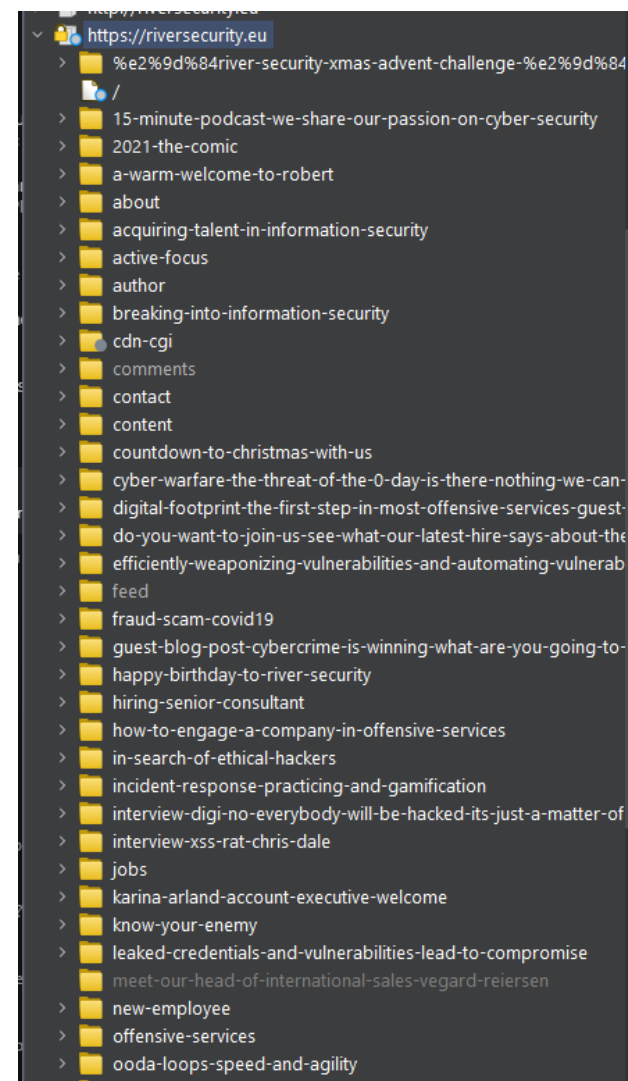 https://riversecurity.eu
%e2%9d%84river-security-xmas-advent-challenge-%e2%9d%84
/
15-minute-podcast-we-share-our-passion-on-cyber-security
2021-the-comic
a-warm-welcome-to-robert
about
acquiring-talent-in-information-security
active-focus
author
breaking-into-information-security
cdn-cgi
comments
contact
content
countdown-to-christmas-with-us
cyber-warfare-the-threat-of-the-0-day-is-there-nothing-we-can-
digital-footprint-the-first-step-in-most-offensive-services-guest-
do-you-want-to-join-us-see-what-our-latest-hire-says-about-the
efficiently-weaponizing-vulnerabilities-and-automating-vulnerab
feed
fraud-scam-covid19
guest-blog-post-cybercrime-is-winning-what-are-you-going-to-
happy-birthday-to-river-security
hiring-senior-consultant
how-to-engage-a-company-in-offensive-services
in-search-of-ethical-hackers
incident-response-practicing-and-gamification
interview-digi-no-everybody-will-be-hacked-its-just-a-matter-of
interview-xss-rat-chris-dale
jobs
karina-arland-account-executive-welcome
know-your-enemy
leaked-credentials-and-vulnerabilities-lead-to-compromise
meet-our-head-of-international-sales-vegard-reiersen
new-employee
offensive-services
ooda-loops-speed-and-agility